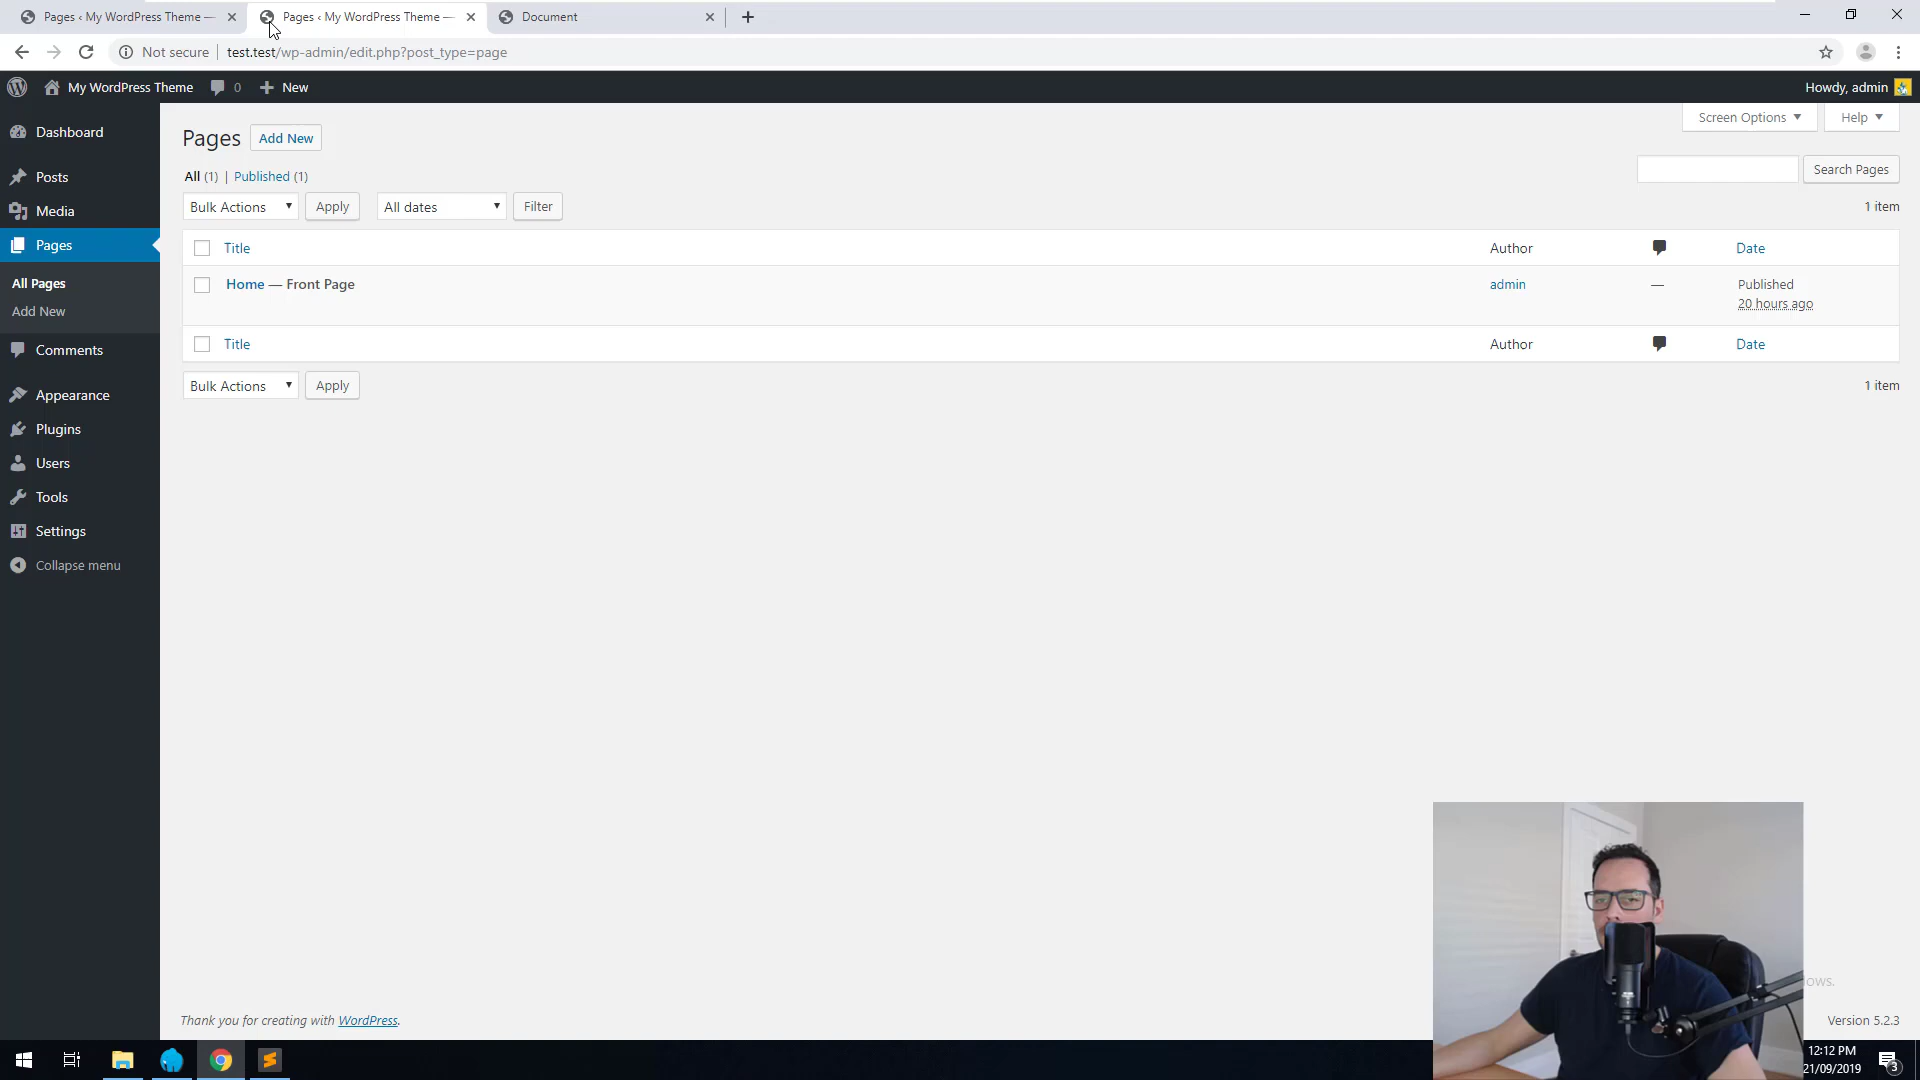 Pages ‹ My WordPress Theme —
Pages ‹ My WordPress Theme —
Document
Not secure
test.test/wp-admin/edit.php?post_type=page
My WordPress Theme
0
New
Howdy, admin
Dashboard
Posts
Media
Pages
All Pages
Add New
Comments
Appearance
Plugins
Users
Tools
Settings
Collapse menu
Screen Options
Help
Pages
Add New
All (1) | Published (1)
Search Pages
Bulk Actions
Apply
All dates
Filter
1 item
Title
Author
Date
Home — Front Page
admin
—
Published
20 hours ago
Title
Author
Date
Bulk Actions
Apply
1 item
Thank you for creating with WordPress.
Version 5.2.3
12:12 PM
21/09/2019
3